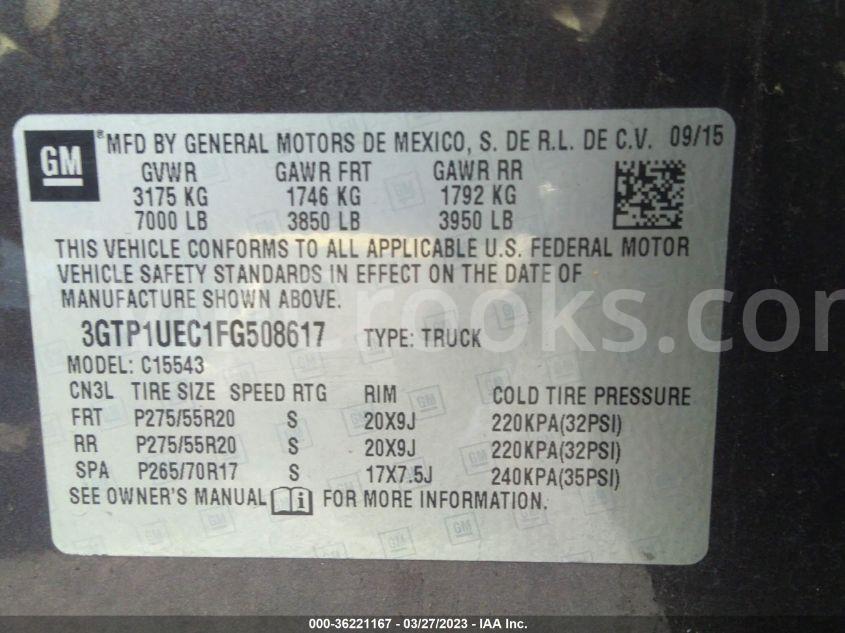 GM ® MFD BY GENERAL MOTORS DE MEXICO, S. DE R.L. DE C.V. 09/15
GVWR GAWR FRT GAWR RR
3175 KG 1746 KG 1792 KG
7000 LB 3850 LB 3950 LB
THIS VEHICLE CONFORMS TO ALL APPLICABLE U.S. FEDERAL MOTOR
VEHICLE SAFETY STANDARDS IN EFFECT ON THE DATE OF
MANUFACTURE SHOWN ABOVE.
3GTP1UEC1FG508617 TYPE: TRUCK
MODEL: C15543
CN3L TIRE SIZE SPEED RTG RIM COLD TIRE PRESSURE
FRT P275/55R20 S 20X9J 220KPA(32PSI)
RR P275/55R20 S 20X9J 220KPA(32PSI)
SPA P265/70R17 S 17X7.5J 240KPA(35PSI)
SEE OWNER'S MANUAL i FOR MORE INFORMATION.
000-36221167 - 03/27/2023 - IAA Inc.